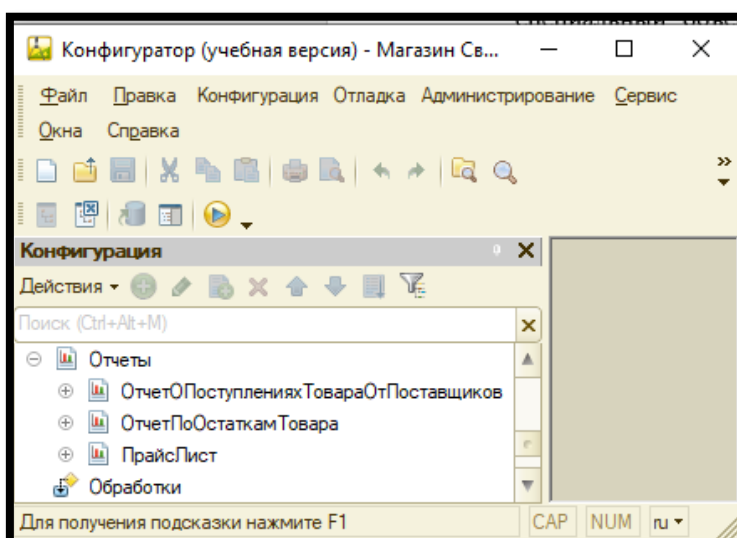 Конфигуратор (учебная версия) - Магазин Св...
Файл Правка Конфигурация Отладка Администрирование Сервис
Окна Справка
Конфигурация
Действия
Поиск (Ctrl+Alt+M)
Отчеты
ОтчетОПоступленияхТовараОтПоставщиков
ОтчетПоОстаткамТовара
ПрайсЛист
Обработки
Для получения подсказки нажмите F1 CAP NUM ru